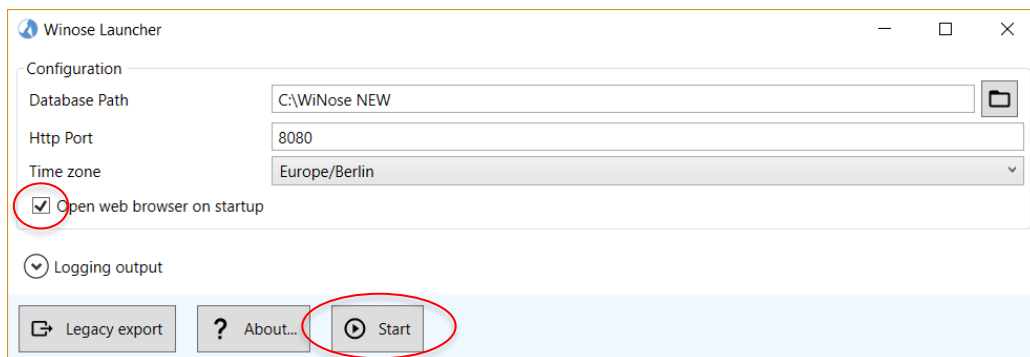 Winose Launcher
Configuration
Database Path C:\WiNose NEW
Http Port 8080
Time zone Europe/Berlin
Open web browser on startup
Logging output
Legacy export ? About... Start